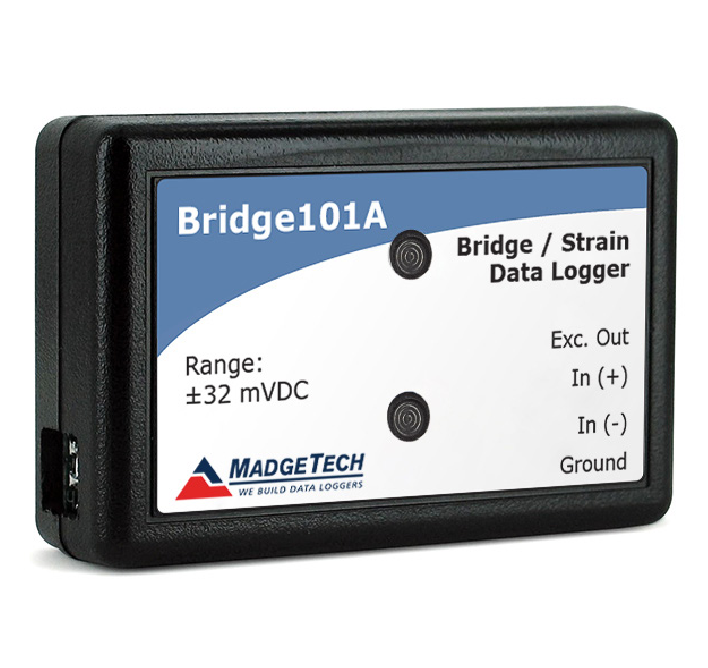 Bridge101A
Bridge / Strain
Data Logger
Range:
±32 mVDC
Exc. Out
In (+)
In (-)
Ground
MADGETECH
WE BUILD DATA LOGGERS